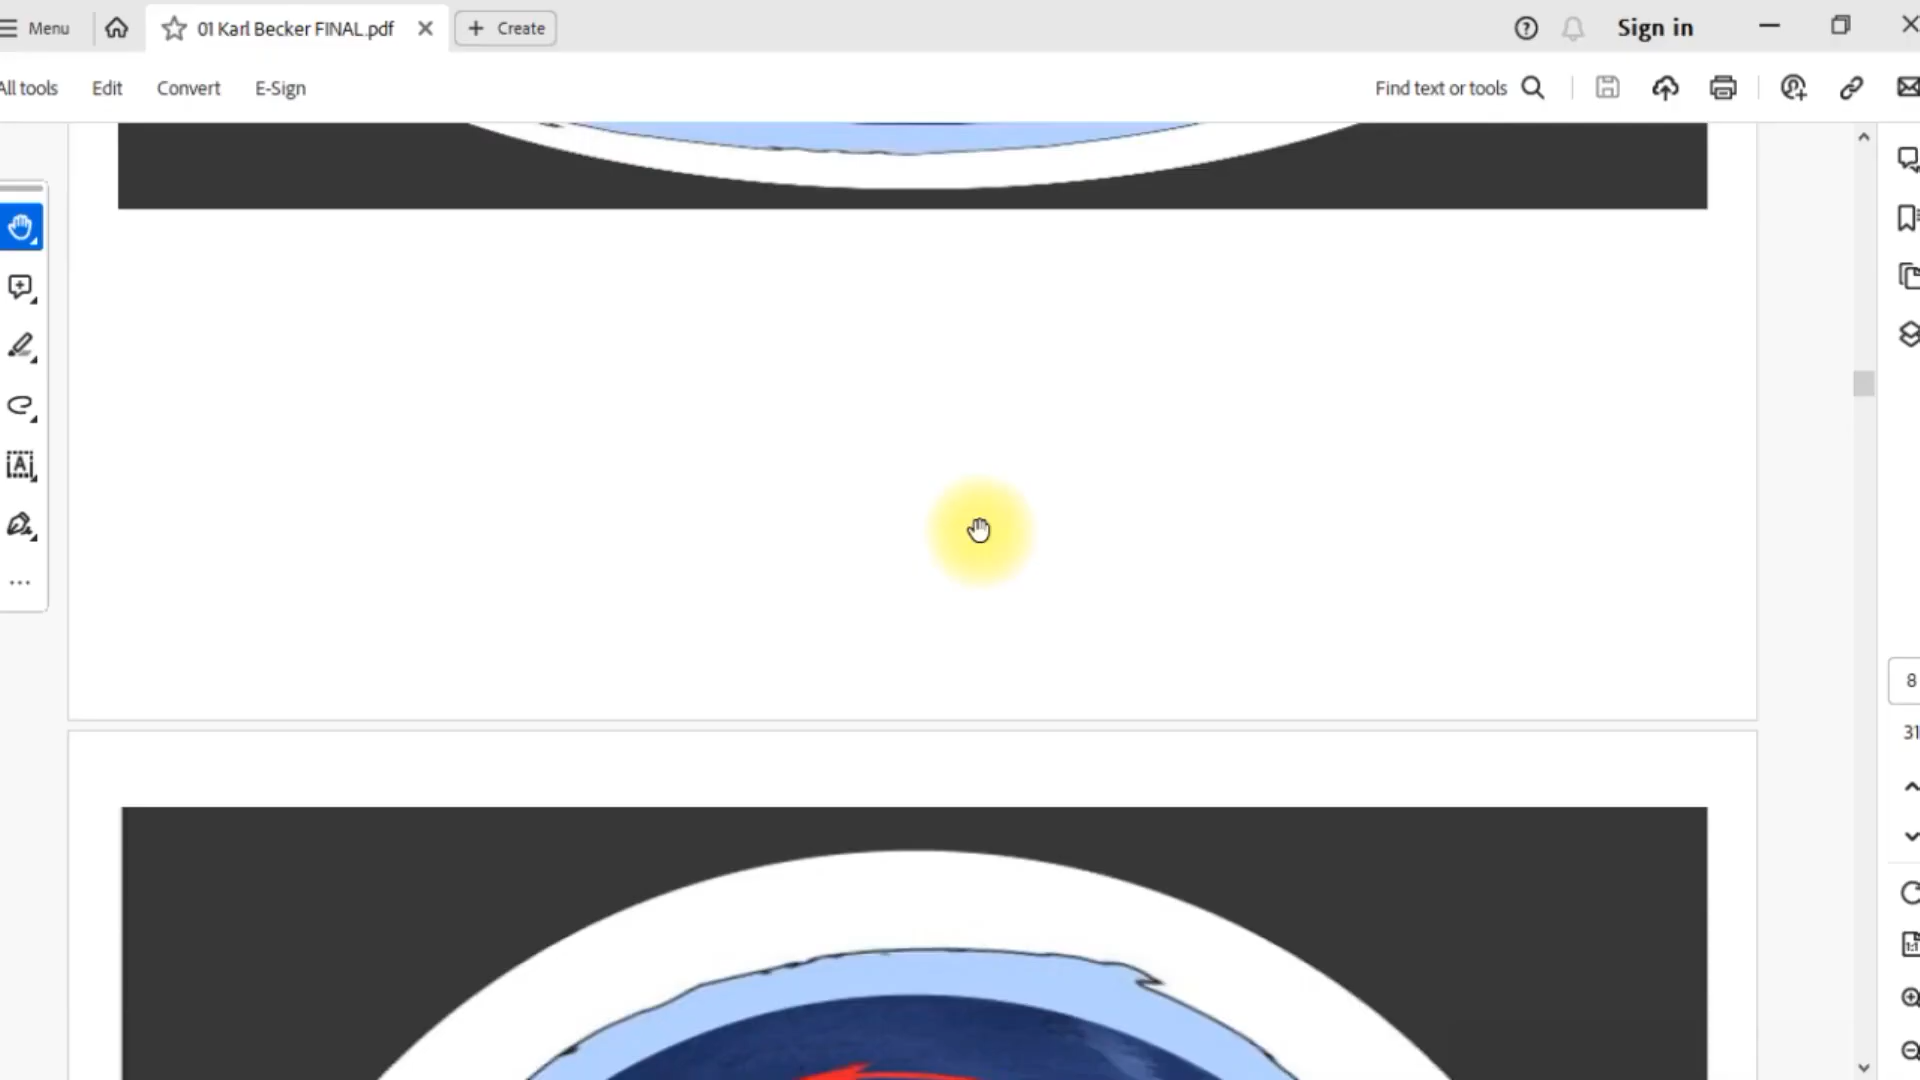 Menu
01 Karl Becker FINAL.pdf
Create
Sign in
All tools
Edit
Convert
E-Sign
Find text or tools
8
31